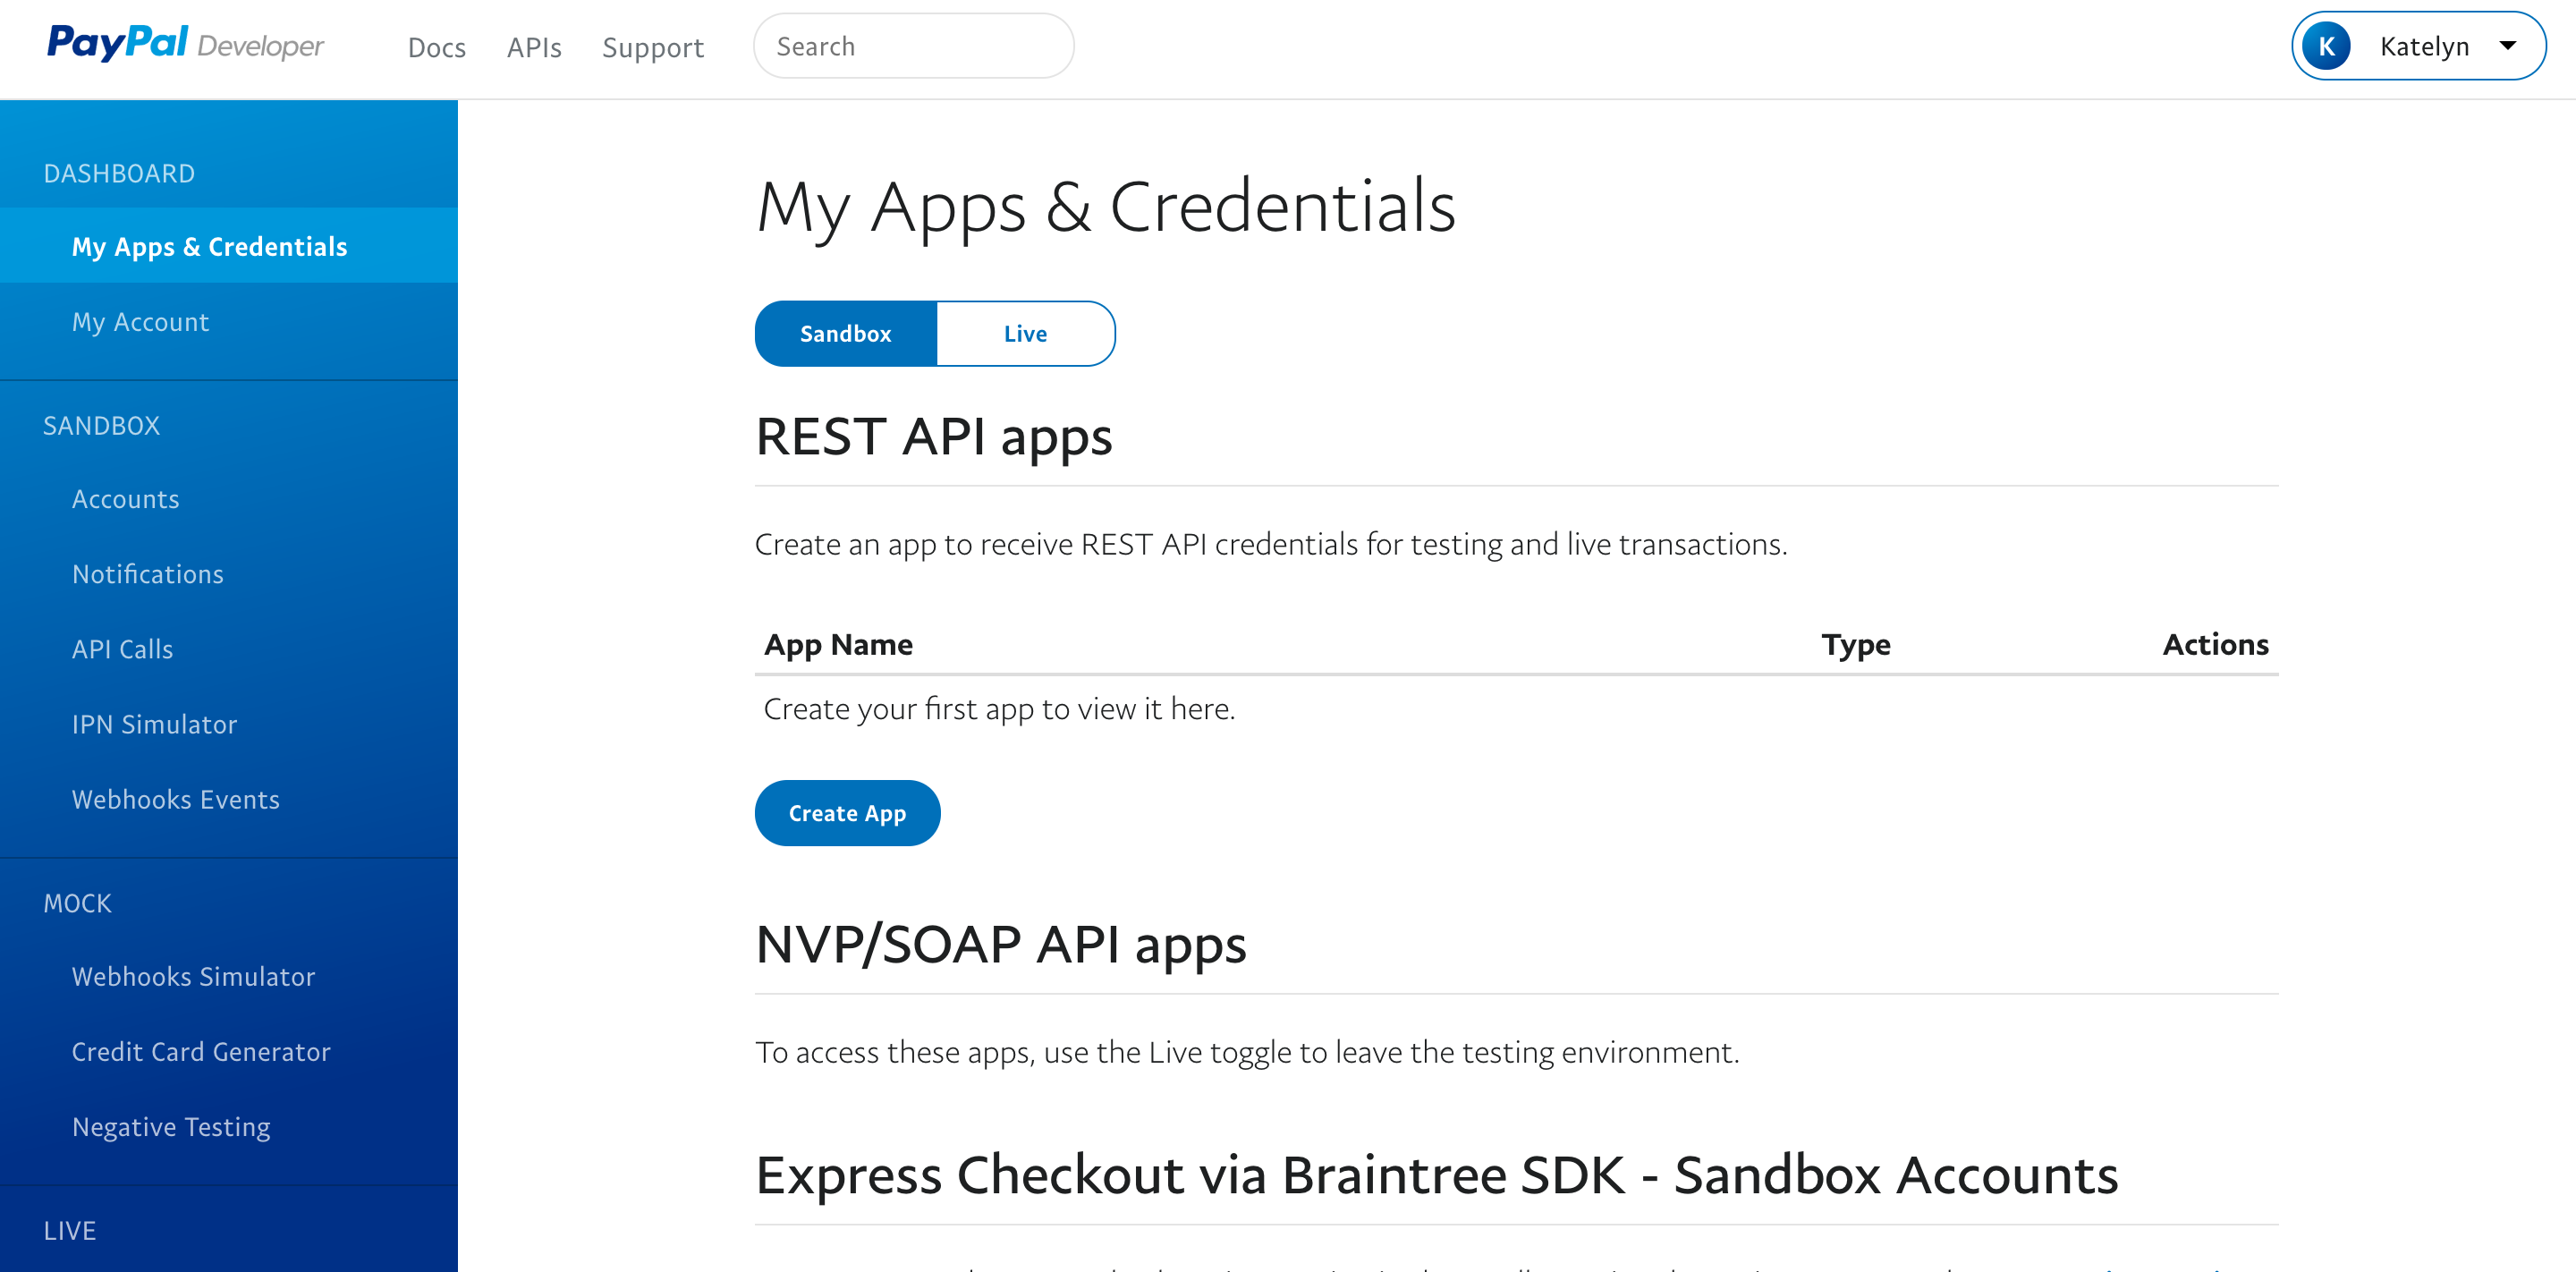 PayPal Developer
Docs APIs Support Search
K Katelyn
DASHBOARD
My Apps & Credentials
My Account
SANDBOX
Accounts
Notifications
API Calls
IPN Simulator
Webhooks Events
MOCK
Webhooks Simulator
Credit Card Generator
Negative Testing
LIVE
My Apps & Credentials
Sandbox Live
REST API apps
Create an app to receive REST API credentials for testing and live transactions.
App Name Type Actions
Create your first app to view it here.
Create App
NVP/SOAP API apps
To access these apps, use the Live toggle to leave the testing environment.
Express Checkout via Braintree SDK - Sandbox Accounts